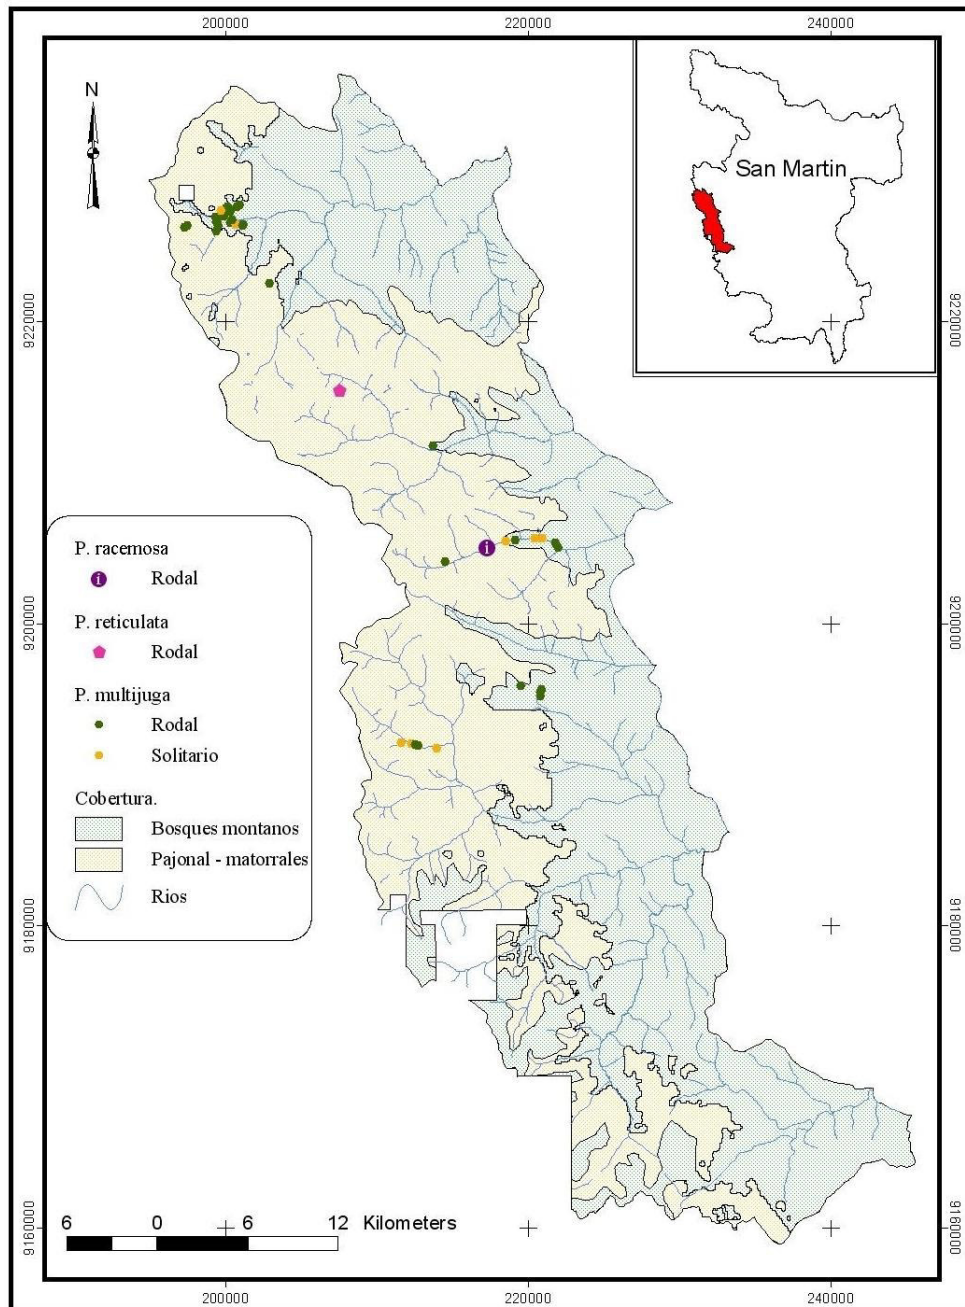 200000 220000 240000
N
San Martin
9220000 9220000
P. racemosa
i
i Rodal
P. reticulata
Rodal
P. multijuga
Rodal
Solitario
Cobertura.
Bosques montanos
Pajonal - matorrales
Rios
9200000 9200000
9180000 9180000
9160000 9160000
6 0 6 12 Kilometers
200000 220000 240000